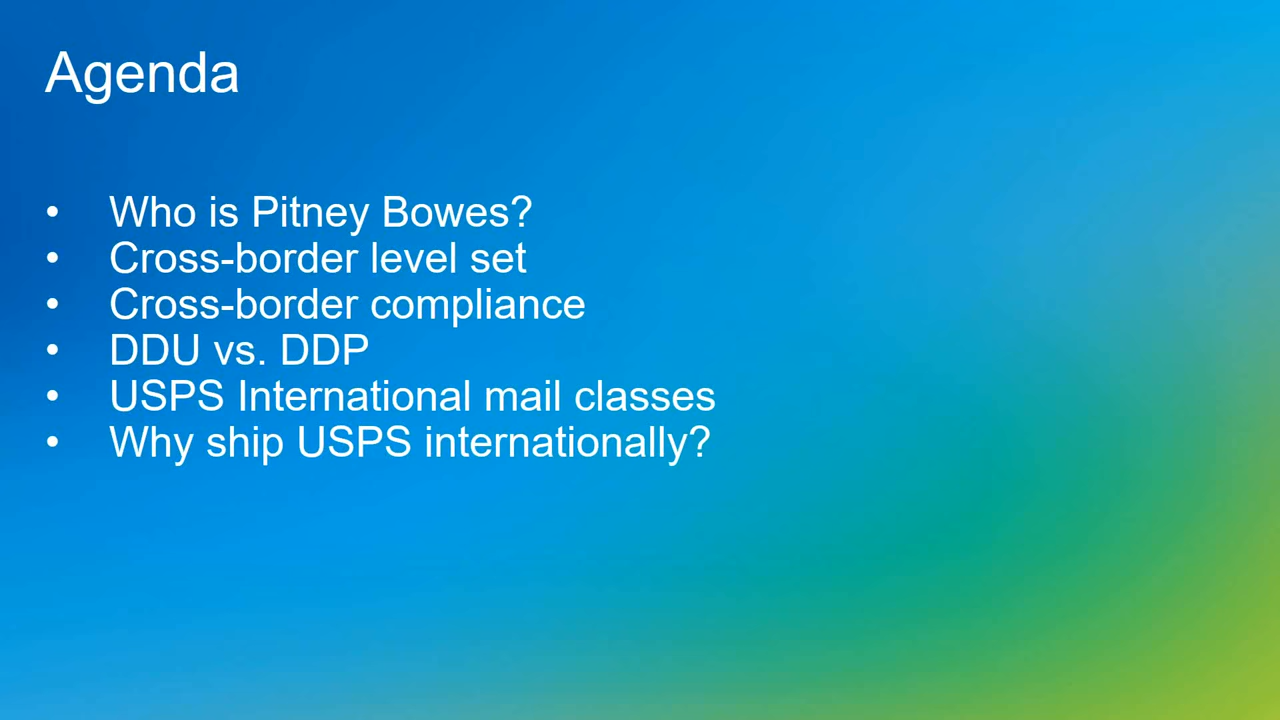 Agenda
• Who is Pitney Bowes?
• Cross-border level set
• Cross-border compliance
• DDU vs. DDP
• USPS International mail classes
• Why ship USPS internationally?